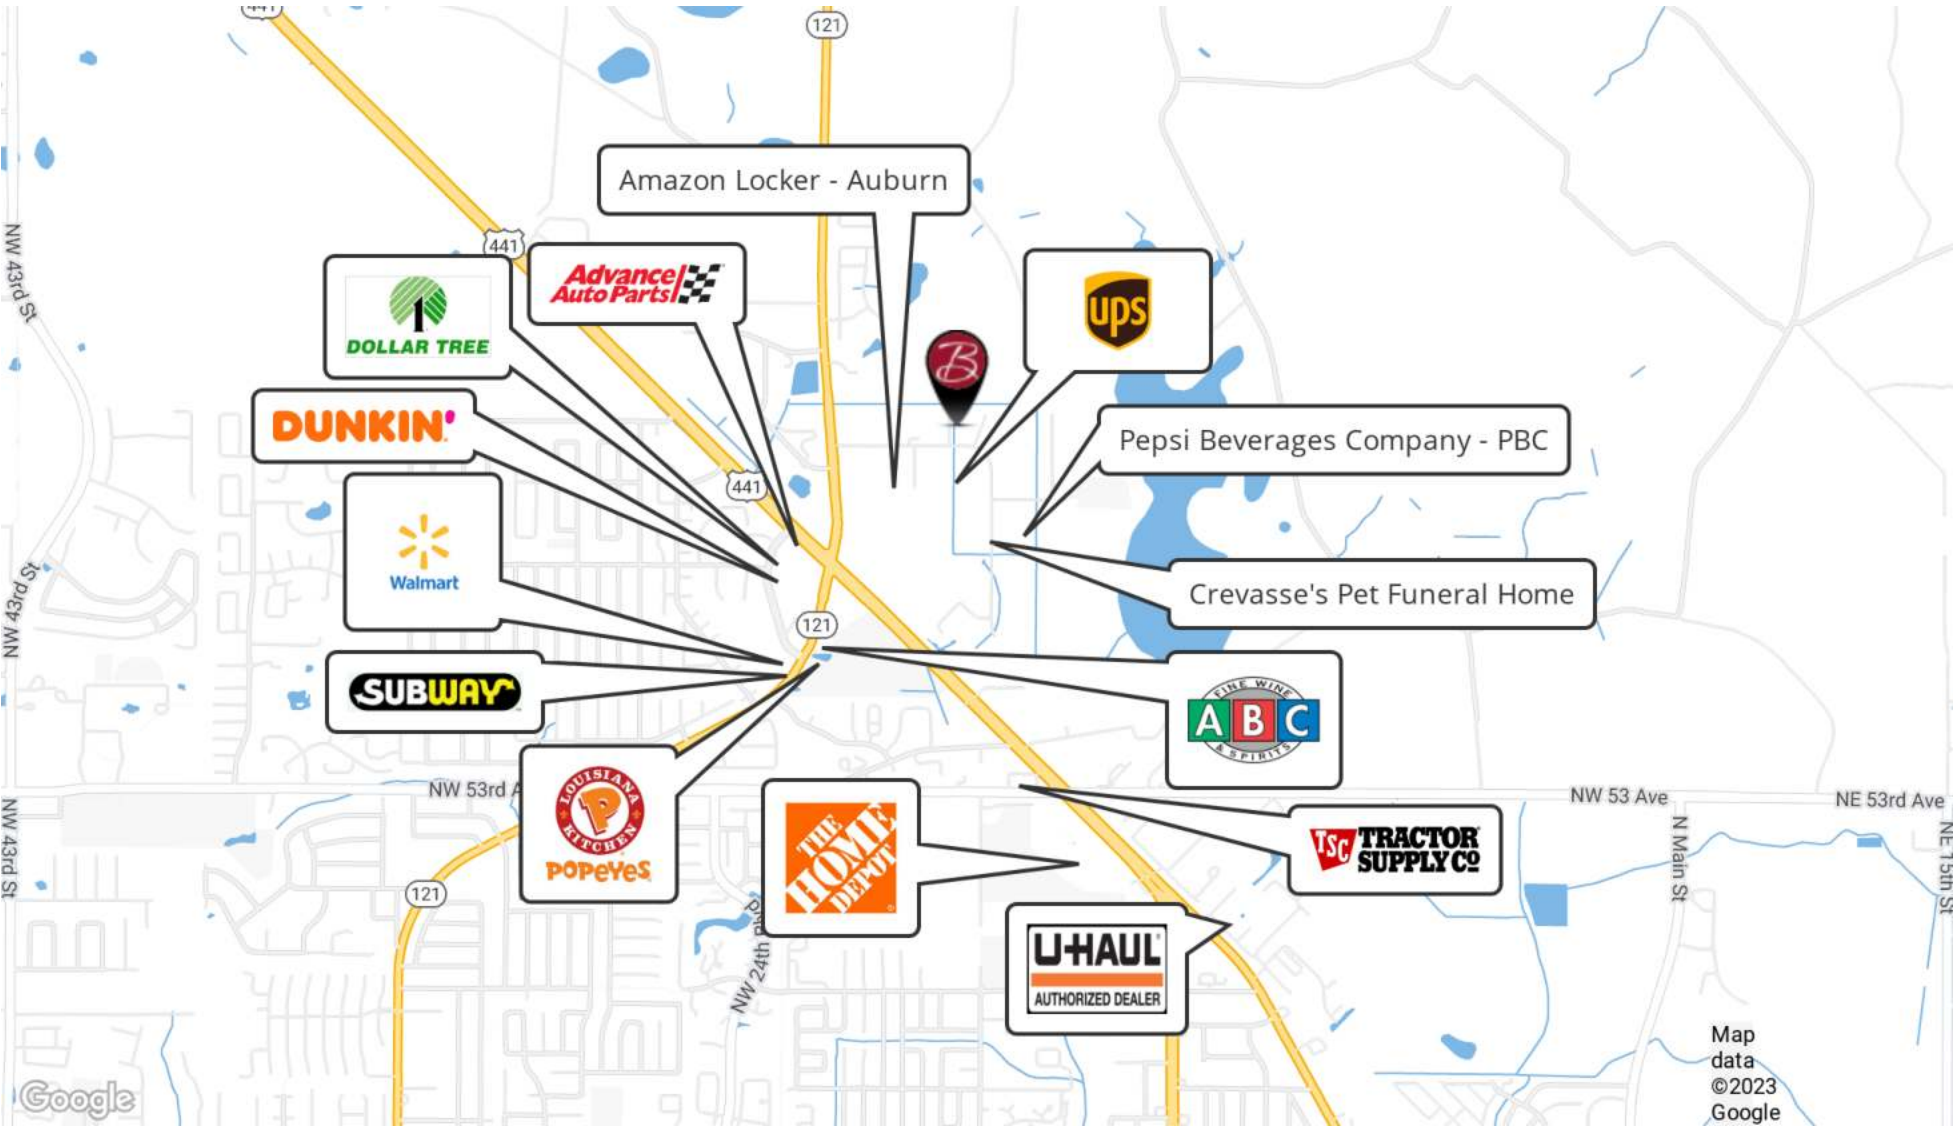 441
121
Amazon Locker - Auburn
NW 43rd St
441
Advance
Auto Parts
1
DOLLAR TREE
ups
B
DUNKIN'
Pepsi Beverages Company - PBC
441
Walmart
NW 43rd St
Crevasse's Pet Funeral Home
121
SUBWAY
FINE WINE
ABC
& SPIRITS
LOUISIANA
P
KITCHEN
POPEYES
NW 53rd A
NW 53 Ave
NE 53rd Ave
NW 43rd St
THE
HOME
DEPOT
TSC TRACTOR
SUPPLY CO
N Main St
NE 15th St
121
NW 24th Bl
U-HAUL
AUTHORIZED DEALER
Map
data
©2023
Google
Google